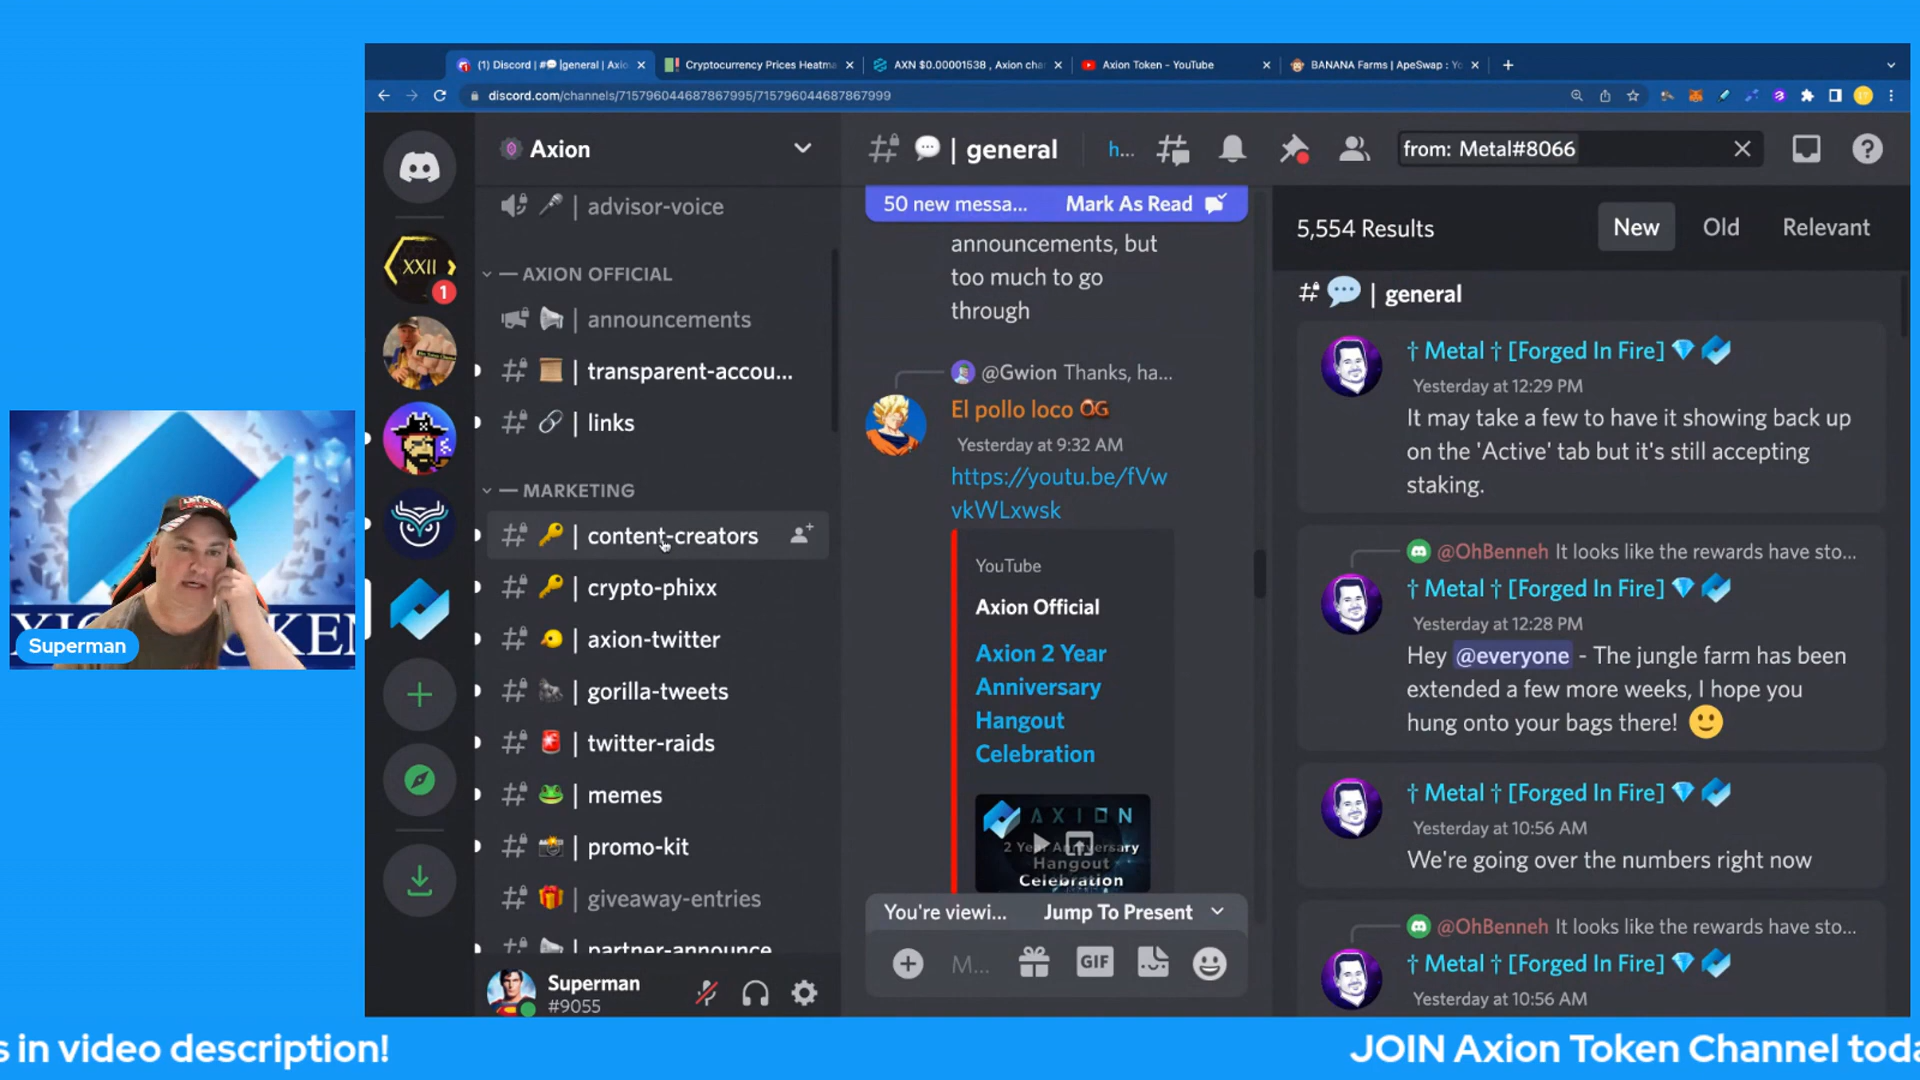 (1) Discord | #💬 |general | Axio
Cryptocurrency Prices Heatma
AXN $0.00001538 , Axion cha
Axion Token - YouTube
BANANA Farms | ApeSwap : Yo
discord.com/channels/715796044687867995/715796044687867999
Axion
| advisor-voice
— AXION OFFICIAL
| announcements
| transparent-accou...
| links
— MARKETING
| content-creators
| crypto-phixx
| axion-twitter
| gorilla-tweets
| twitter-raids
| memes
| promo-kit
| giveaway-entries
| partner-announce
Superman
#9055
XXII
1
| general
h...
from: Metal#8066
50 new messa...
Mark As Read
announcements, but
too much to go
through
@Gwion Thanks, ha...
El pollo loco OG
Yesterday at 9:32 AM
https://youtu.be/fVw
vkWLxwsk
YouTube
Axion Official
Axion 2 Year
Anniversary
Hangout
Celebration
AXION
2 Year Anniversary
Hangout
Celebration
You're viewi...
Jump To Present
M...
GIF
5,554 Results
New
Old
Relevant
# 💬 | general
† Metal † [Forged In Fire]
Yesterday at 12:29 PM
It may take a few to have it showing back up
on the 'Active' tab but it's still accepting
staking.
@OhBenneh It looks like the rewards have sto...
† Metal † [Forged In Fire]
Yesterday at 12:28 PM
Hey @everyone - The jungle farm has been
extended a few more weeks, I hope you
hung onto your bags there! 🙂
† Metal † [Forged In Fire]
Yesterday at 10:56 AM
We're going over the numbers right now
@OhBenneh It looks like the rewards have sto...
† Metal † [Forged In Fire]
Yesterday at 10:56 AM
Superman
s in video description!
JOIN Axion Token Channel toda